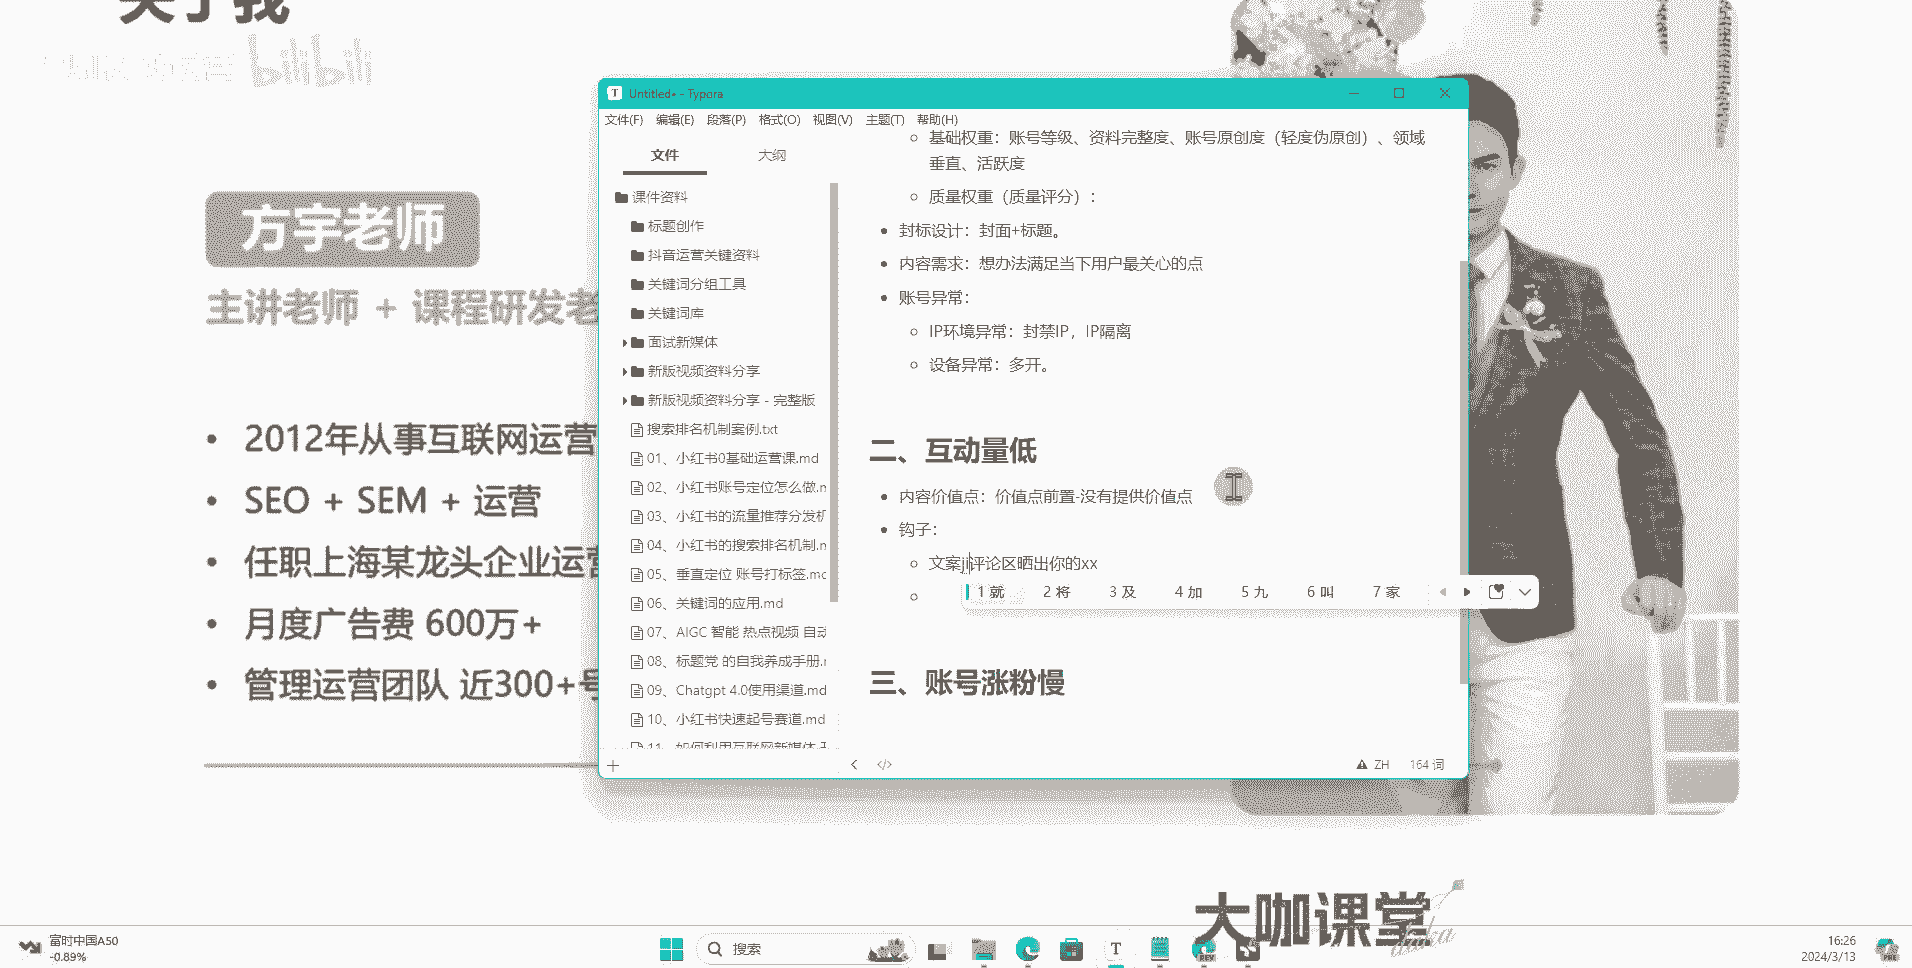 关于我
bilibili
方宇老师
主讲老师 + 课程研发老
2012年从事互联网运营
SEO + SEM + 运营
任职上海某龙头企业运营
月度广告费 600万+
管理运营团队 近300+号
Untitled• - Typora
文件(F) 编辑(E) 段落(P) 格式(O) 视图(V) 主题(T) 帮助(H)
文件 大纲
课件资料
标题创作
抖音运营关键资料
关键词分组工具
关键词库
面试新媒体
新版视频资料分享
新版视频资料分享 - 完整版
搜索排名机制案例.txt
01、小红书0基础运营课.md
02、小红书账号定位怎么做.m
03、小红书的流量推荐分发机
04、小红书的搜索排名机制.m
05、垂直定位 账号打标签.mc
06、关键词的应用.md
07、AIGC 智能 热点视频 自动
08、标题党 的自我养成手册.r
09、Chatgpt 4.0使用渠道.md
10、小红书快速起号赛道.md
11、如何利用互联网新媒体
基础权重：账号等级、资料完整度、账号原创度（轻度伪原创）、领域
垂直、活跃度
质量权重（质量评分）：
封标设计：封面+标题。
内容需求：想办法满足当下用户最关心的点
账号异常：
IP环境异常：封禁IP，IP隔离
设备异常：多开。
二、互动量低
内容价值点：价值点前置-没有提供价值点
钩子：
文案ji评论区晒出你的xx
1 就 2 将 3 及 4 加 5 九 6 叫 7 家
三、账号涨粉慢
ZH 164 词
大咖课堂
daka
富时中国A50
-0.89%
搜索
16:26
2024/3/13